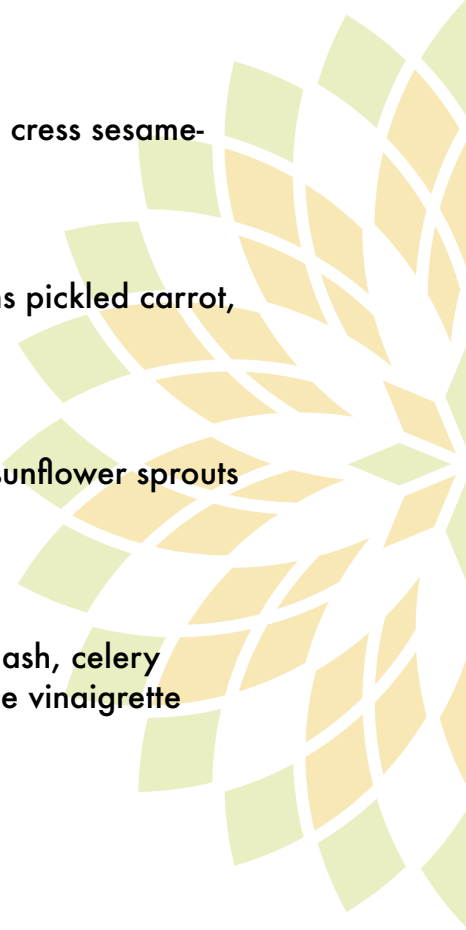 cress sesame-
s pickled carrot,
sunflower sprouts
ash, celery
e vinaigrette